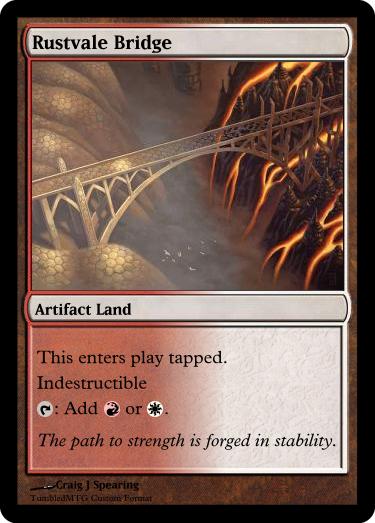 Rustvale Bridge
Artifact Land
This enters play tapped.
Indestructible
: Add or .
The path to strength is forged in stability.
Craig J Spearing
TumbledMTG Custom Format